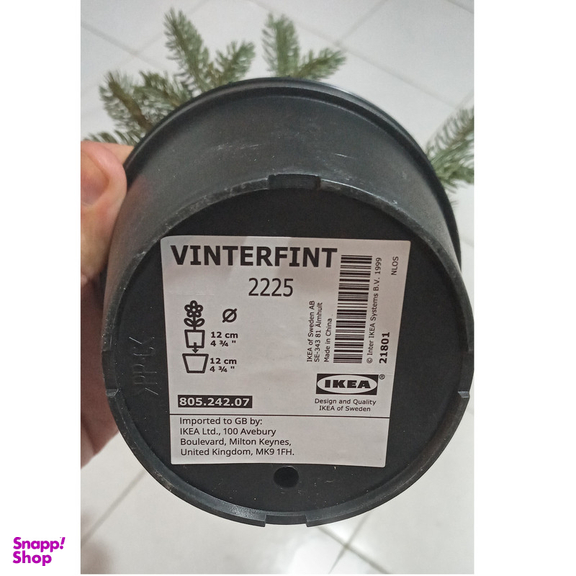 VINTERFINT
2225
12 cm
4 ¾ "
12 cm
4 ¾ "
805.242.07
Imported to GB by:
IKEA Ltd., 100 Avebury
Boulevard, Milton Keynes,
United Kingdom, MK9 1FH.
IKEA of Sweden AB
SE-343 81 Älmhult
Made in China
© Inter IKEA Systems B.V. 1999
21801
NLDS
IKEA®
Design and Quality
IKEA of Sweden
Snapp!
Shop